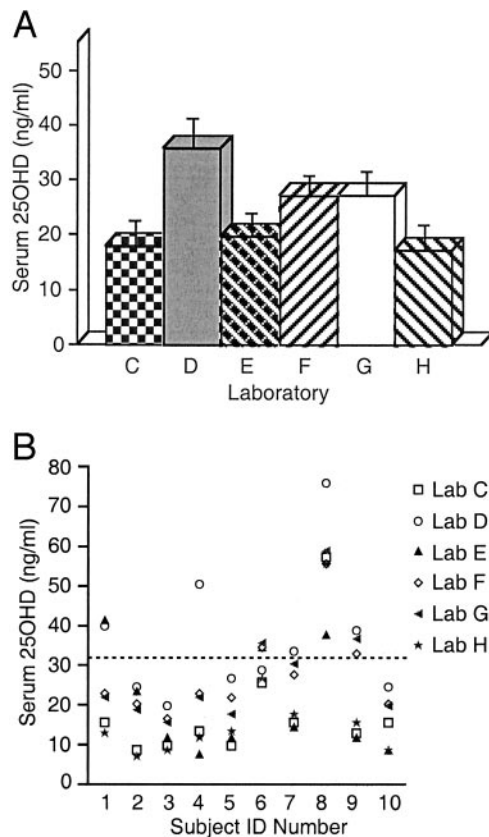 A
Serum 25OHD (ng/ml)
50
40
30
20
10
0
C D E F G H
Laboratory
B
Serum 25OHD (ng/ml)
80
70
60
50
40
30
20
10
0
1 2 3 4 5 6 7 8 9 10
Subject ID Number
Lab C
Lab D
Lab E
Lab F
Lab G
Lab H